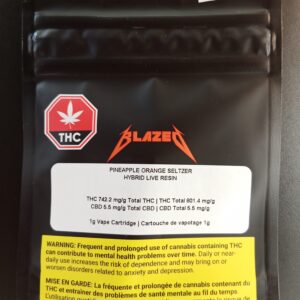 THC
BLAZED
PINEAPPLE ORANGE SELTZER
HYBRID LIVE RESIN
THC 742.2 mg/g Total THC | THC Total 801.4 mg/g
CBD 5.5 mg/g Total CBD | CBD Total 5.5 mg/g
1g Vape Cartridge | Cartouche de vapotage 1g
WARNING: Frequent and prolonged use of cannabis containing THC
can contribute to mental health problems over time. Daily or near-
daily use increases the risk of dependence and may bring on or
worsen disorders related to anxiety and depression.
MISE EN GARDE: La fréquente et prolongée de cannabis contenant du
THC et entraîner des problèmes de santé mentale au fil du temps